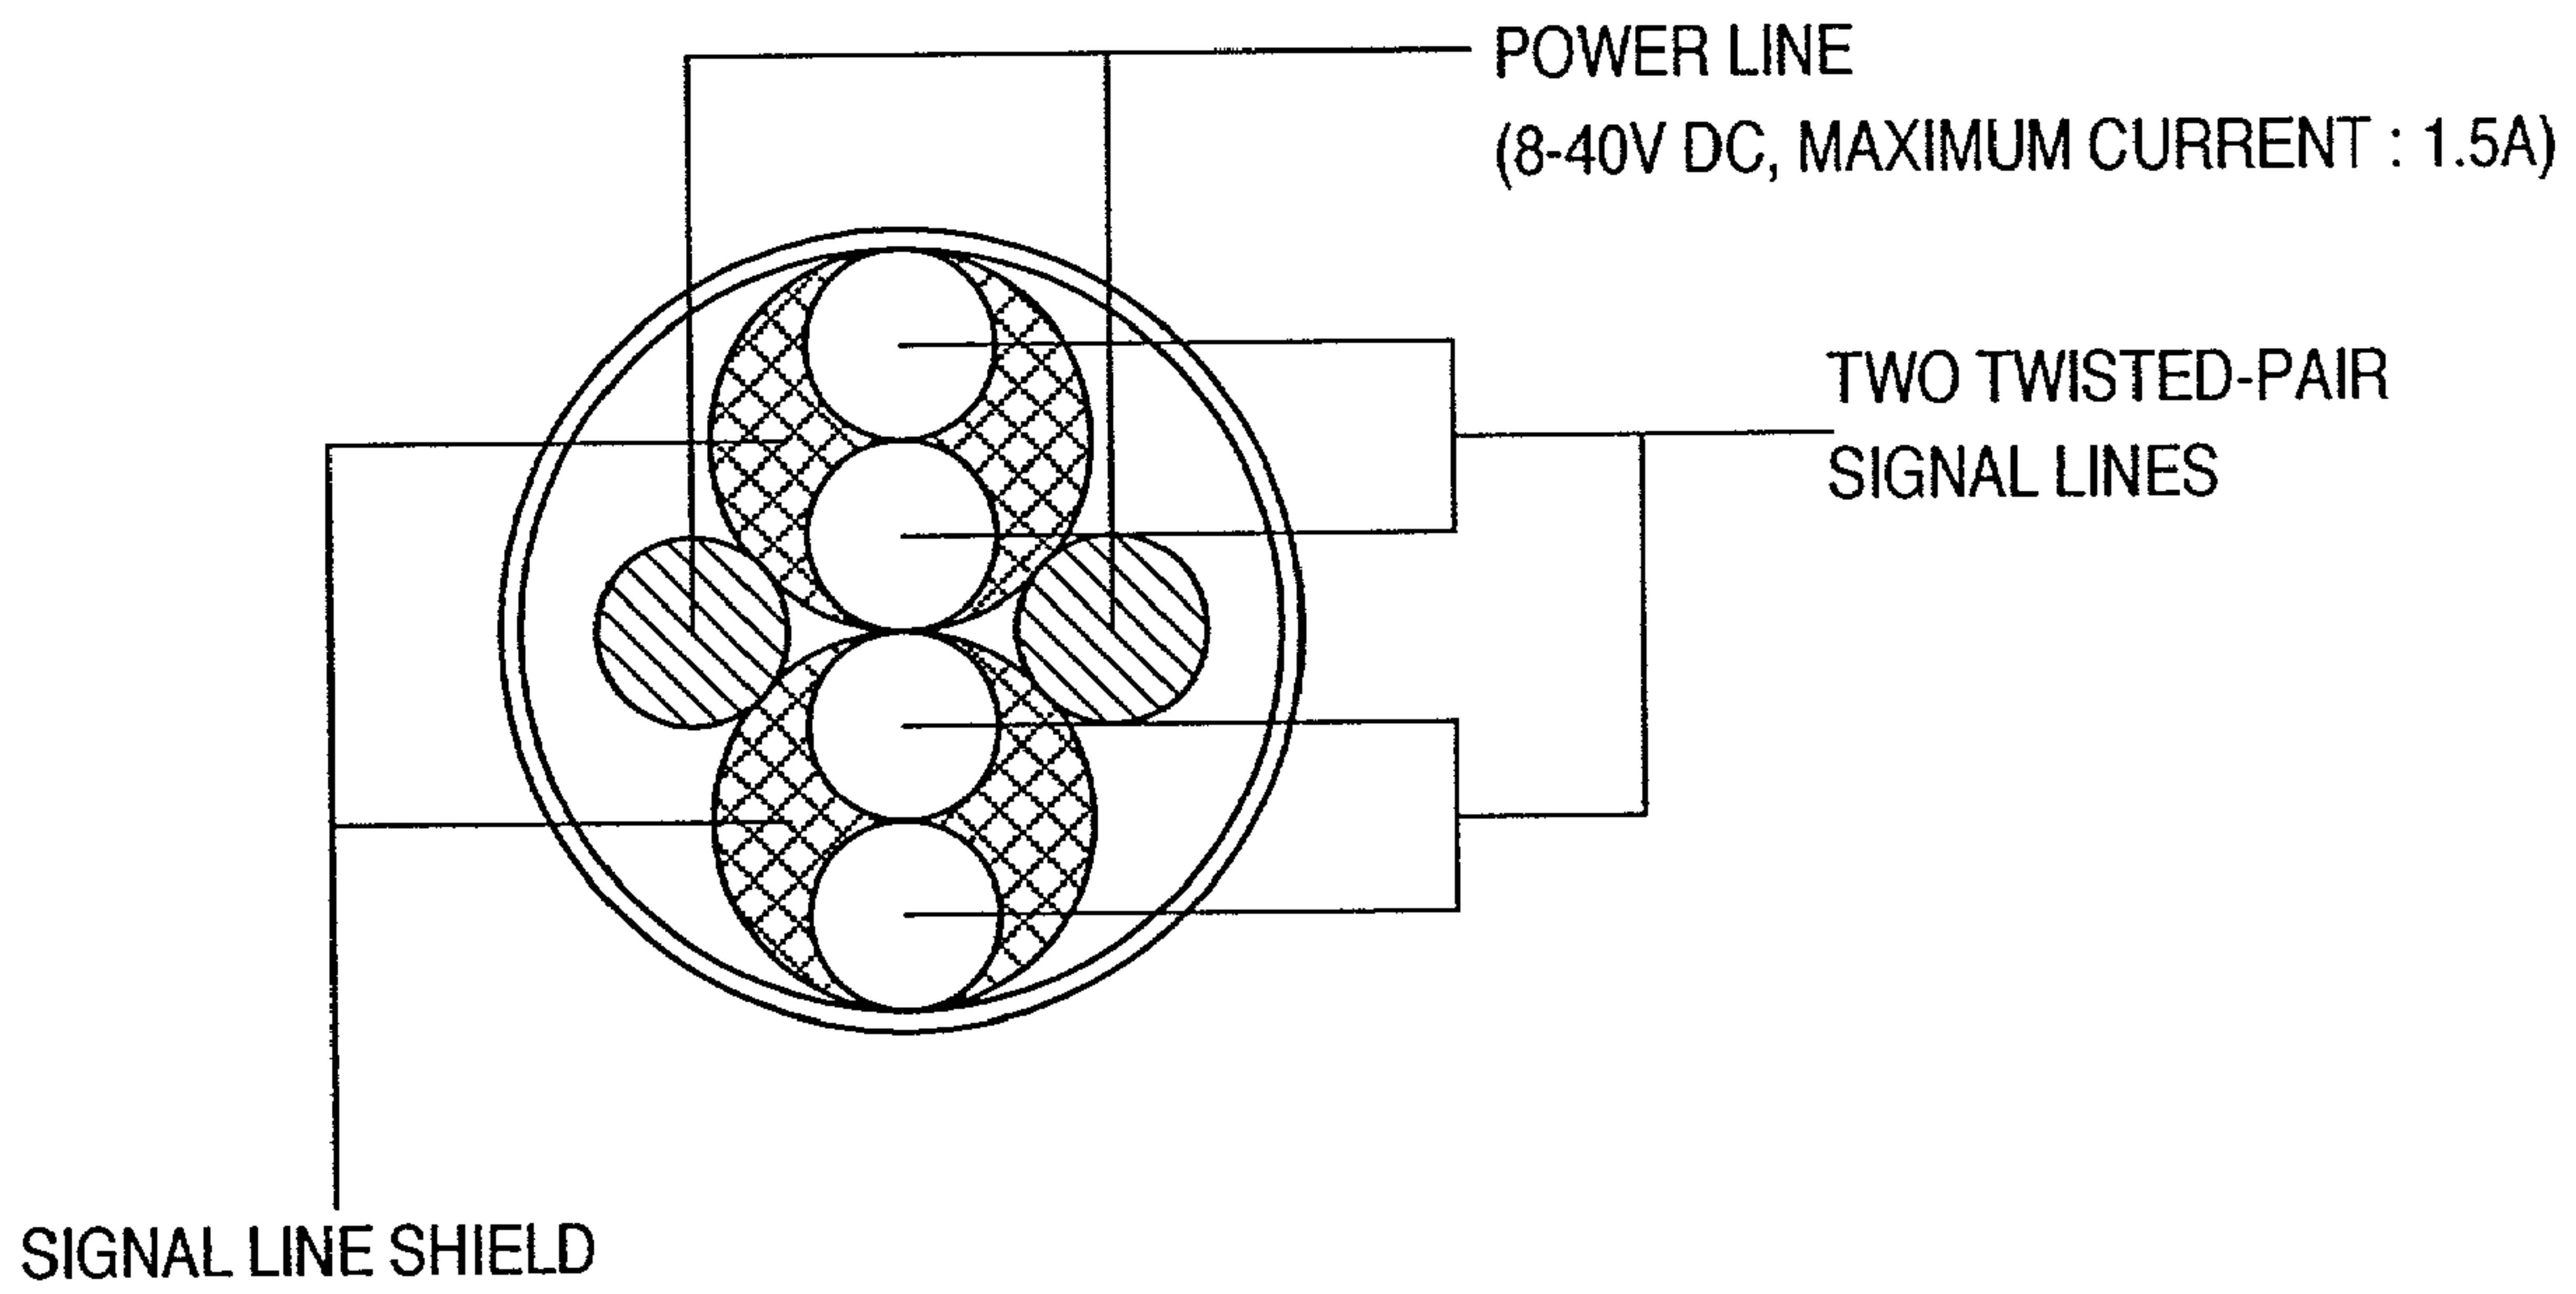 POWER LINE
(8-40V DC, MAXIMUM CURRENT : 1.5A)
TWO TWISTED-PAIR
SIGNAL LINES
SIGNAL LINE SHIELD